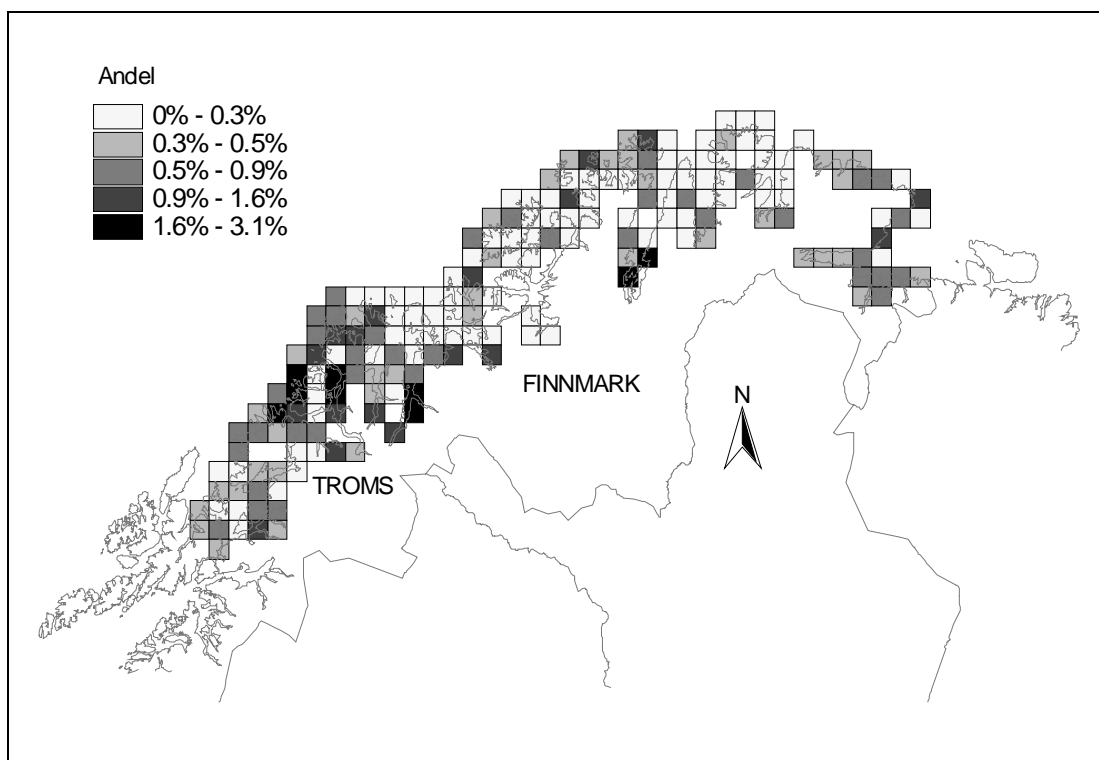 Andel
0% - 0.3%
0.3% - 0.5%
0.5% - 0.9%
0.9% - 1.6%
1.6% - 3.1%
FINNMARK
N
TROMS